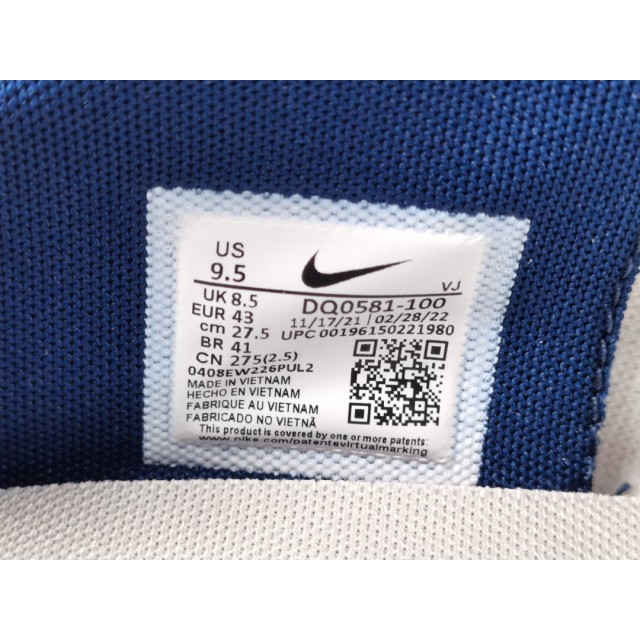 US
9.5
VJ
UK 8.5
EUR 43
cm 27.5
BR 41
CN 275(2.5)
DQ0581-100
11/17/21 | 02/28/22
UPC 00196150221980
0408EW226PUL2
MADE IN VIETNAM
HECHO EN VIETNAM
FABRIQUE AU VIETNAM
FABRICADO NO VIETNÃ
This product is covered by one or more patents:
www.nike.com/patentsvirtualmarking